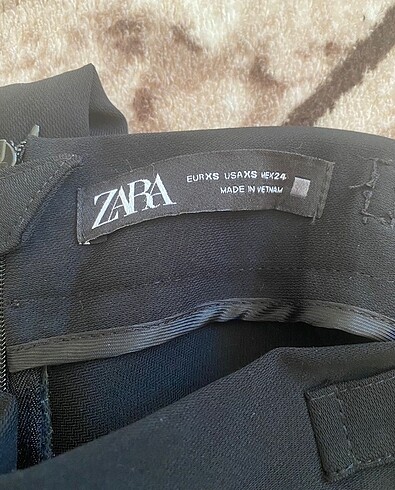 ZARA
EUR XS USA XS MEX 24
MADE IN VIETNAM